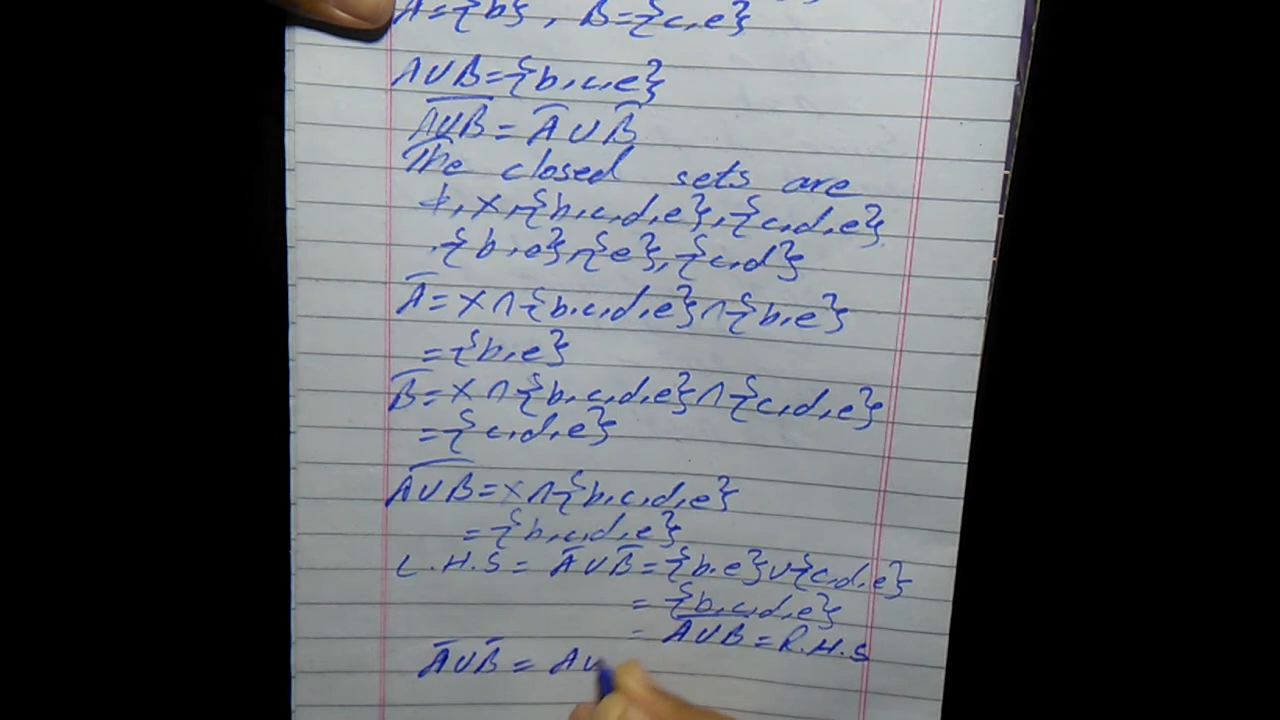 A={b}, B={c,e}
A∪B={b,c,e}
A̅∪̅B̅ = A̅ ∪ B̅
The closed sets are
ϕ, X, {b,c,d,e}, {c,d,e}
, {b,e}, {e}, {c,d}
A̅ = X ∩ {b,c,d,e} ∩ {b,e}
= {b,e}
B̅ = X ∩ {b,c,d,e} ∩ {c,d,e}
= {c,d,e}
A̅∪̅B̅ = X ∩ {b,c,d,e}
= {b,c,d,e}
L.H.S = A̅ ∪ B̅ = {b.e} ∪ {c,d,e}
= {b,c,d,e}
= A̅∪̅B̅ = R.H.S
A̅ ∪ B̅ = A∪